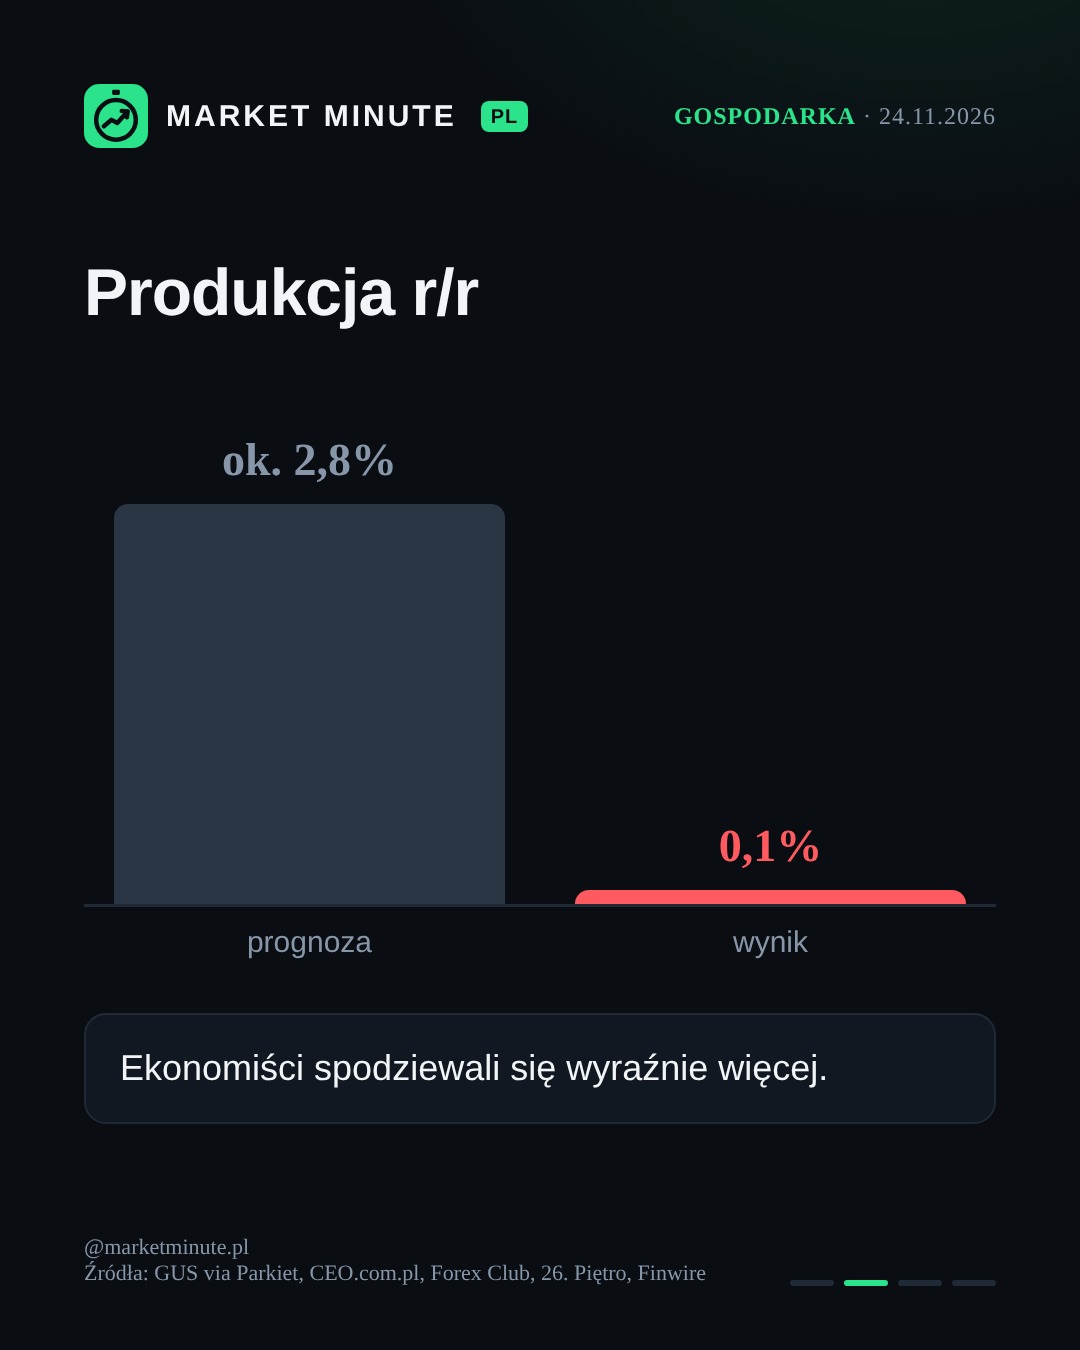 MARKET MINUTE PL
GOSPODARKA · 24.11.2026
Produkcja r/r
ok. 2,8%
0,1%
prognoza
wynik
Ekonomiści spodziewali się wyraźnie więcej.
@marketminute.pl
Źródła: GUS via Parkiet, CEO.com.pl, Forex Club, 26. Piętro, Finwire